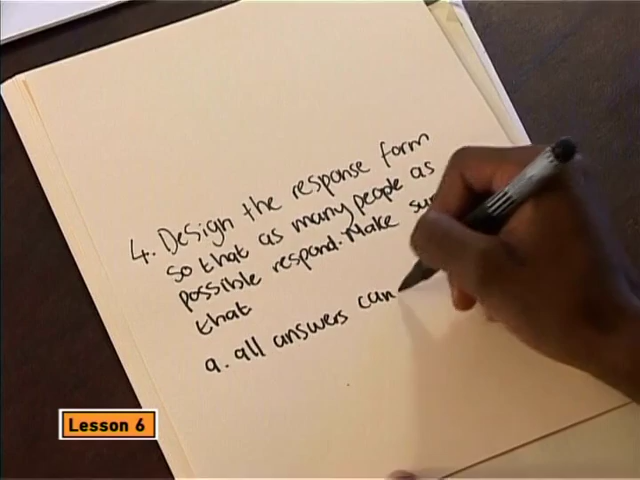 4. Design the response form
so that as many people as
possible respond. Make
that
a. all answers can
Lesson 6